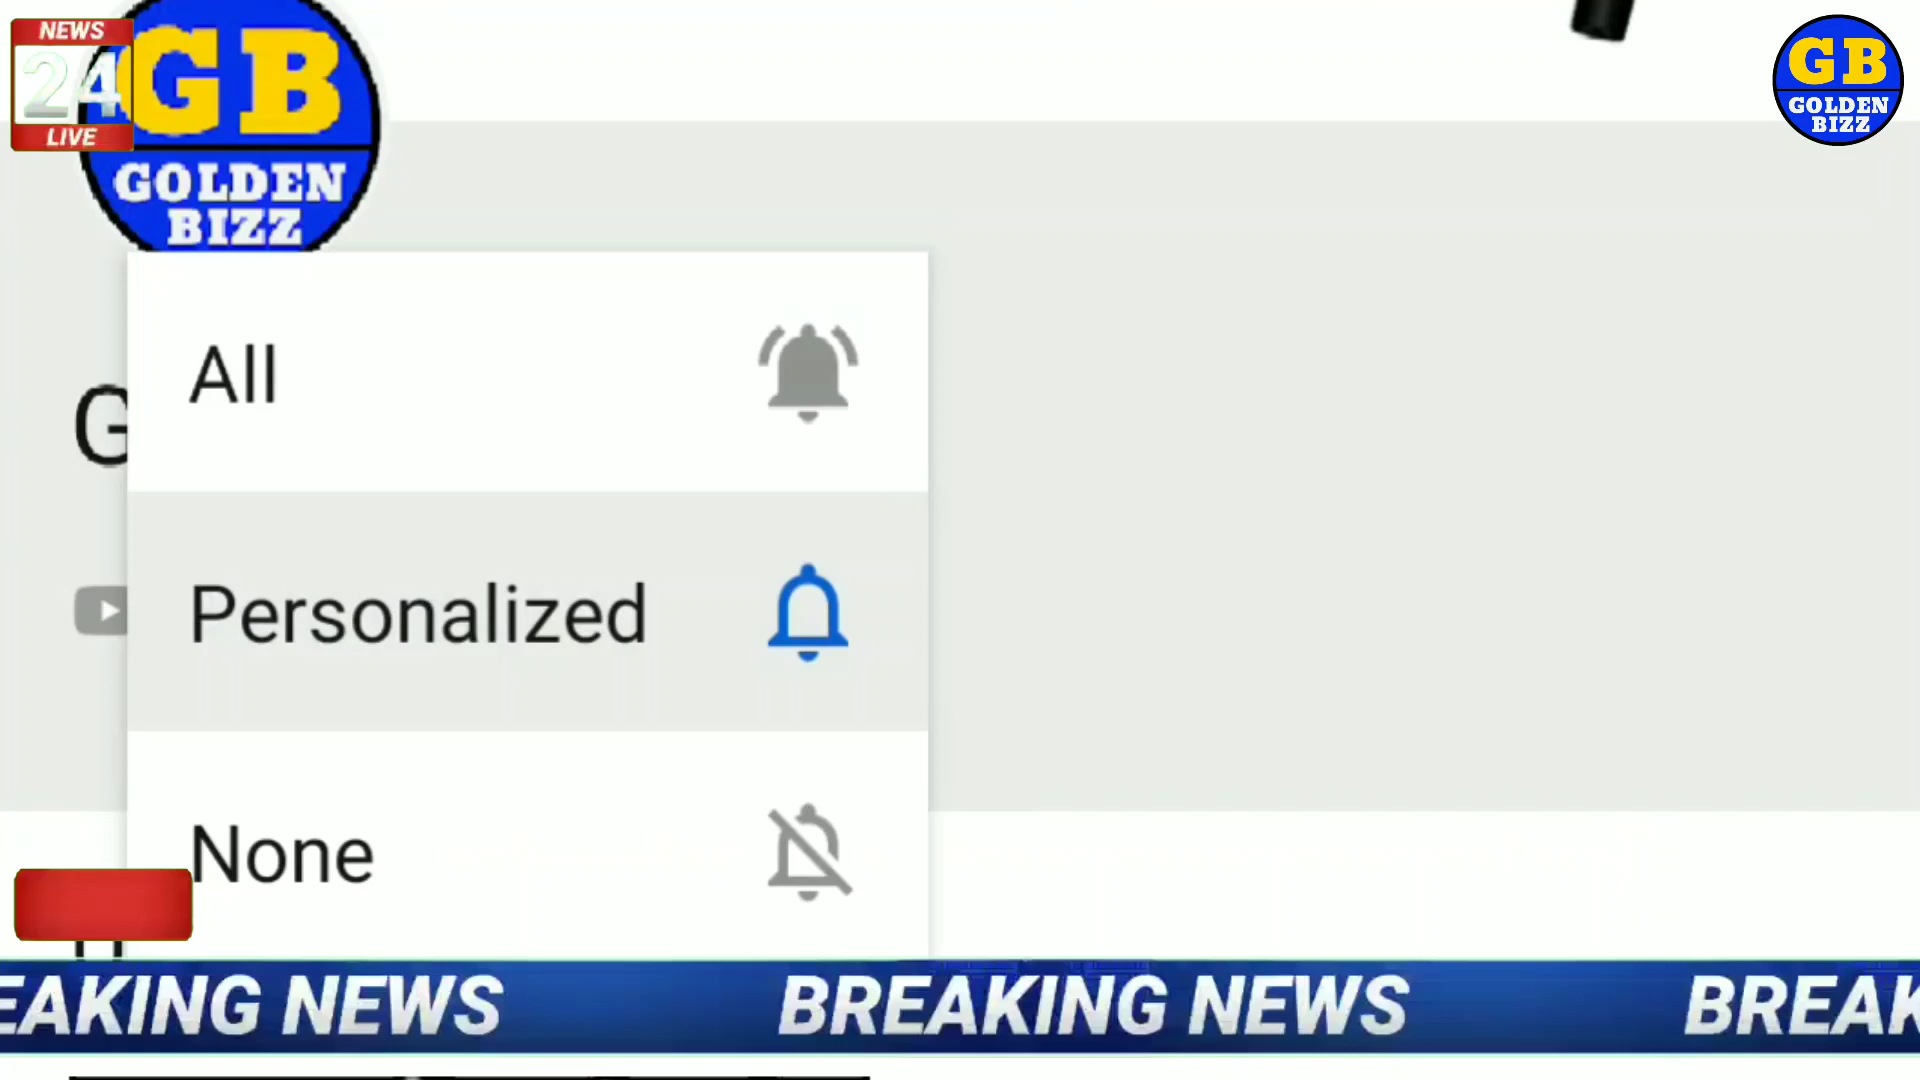 NEWS
24
LIVE
GB
GOLDEN
BIZZ
GB
GOLDEN
BIZZ
All
G
Personalized
None
EAKING NEWS BREAKING NEWS BREAK